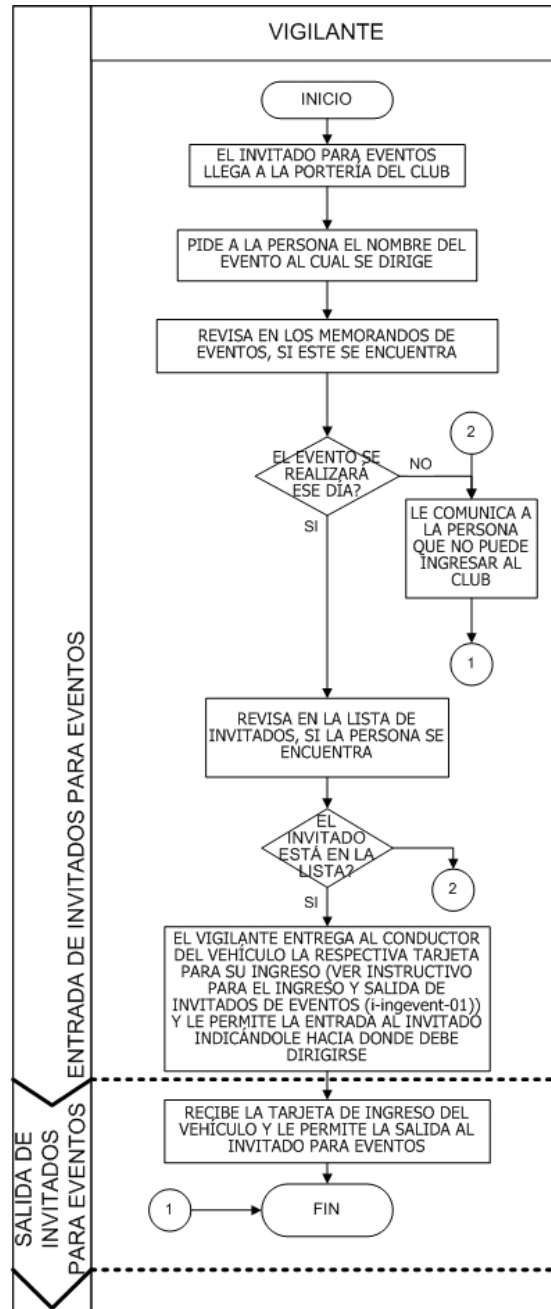 VIGILANTE
INICIO
EL INVITADO PARA EVENTOS
LLEGA A LA PORTERÍA DEL CLUB
PIDE A LA PERSONA EL NOMBRE DEL
EVENTO AL CUAL SE DIRIGE
REVISA EN LOS MEMORANDOS DE
EVENTOS, SI ESTE SE ENCUENTRA
EL EVENTO SE
REALIZARÁ
ESE DÍA?
NO
SI
2
LE COMUNICA A
LA PERSONA
QUE NO PUEDE
INGRESAR AL
CLUB
1
REVISA EN LA LISTA DE
INVITADOS, SI LA PERSONA SE
ENCUENTRA
EL
INVITADO
ESTÁ EN LA
LISTA?
2
SI
EL VIGILANTE ENTREGA AL CONDUCTOR
DEL VEHÍCULO LA RESPECTIVA TARJETA
PARA SU INGRESO (VER INSTRUCTIVO
PARA EL INGRESO Y SALIDA DE
INVITADOS DE EVENTOS (i-ingevent-01))
Y LE PERMITE LA ENTRADA AL INVITADO
INDICÁNDOLE HACIA DONDE DEBE
DIRIGIRSE
ENTRADA DE INVITADOS PARA EVENTOS
RECIBE LA TARJETA DE INGRESO DEL
VEHÍCULO Y LE PERMITE LA SALIDA AL
INVITADO PARA EVENTOS
1
FIN
SALIDA DE
INVITADOS
PARA EVENTOS